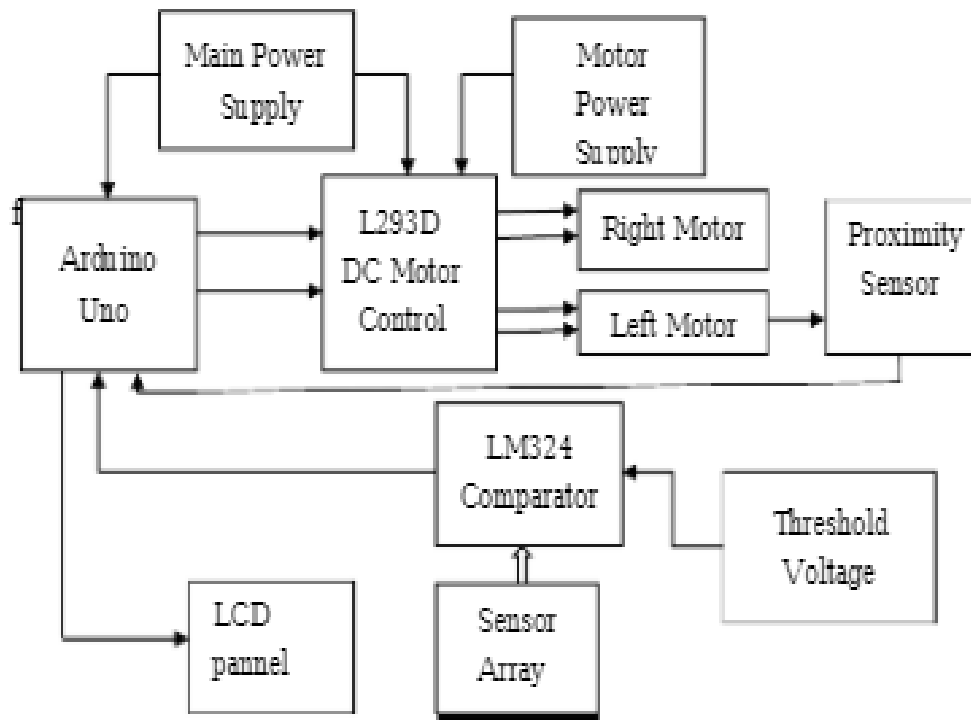 Main Power
Supply
Motor
Power
Supply
f
Arduino
Uno
L293D
DC Motor
Control
Right Motor
Left Motor
Proximity
Sensor
LM324
Comparator
Threshold
Voltage
LCD
pannel
Sensor
Array